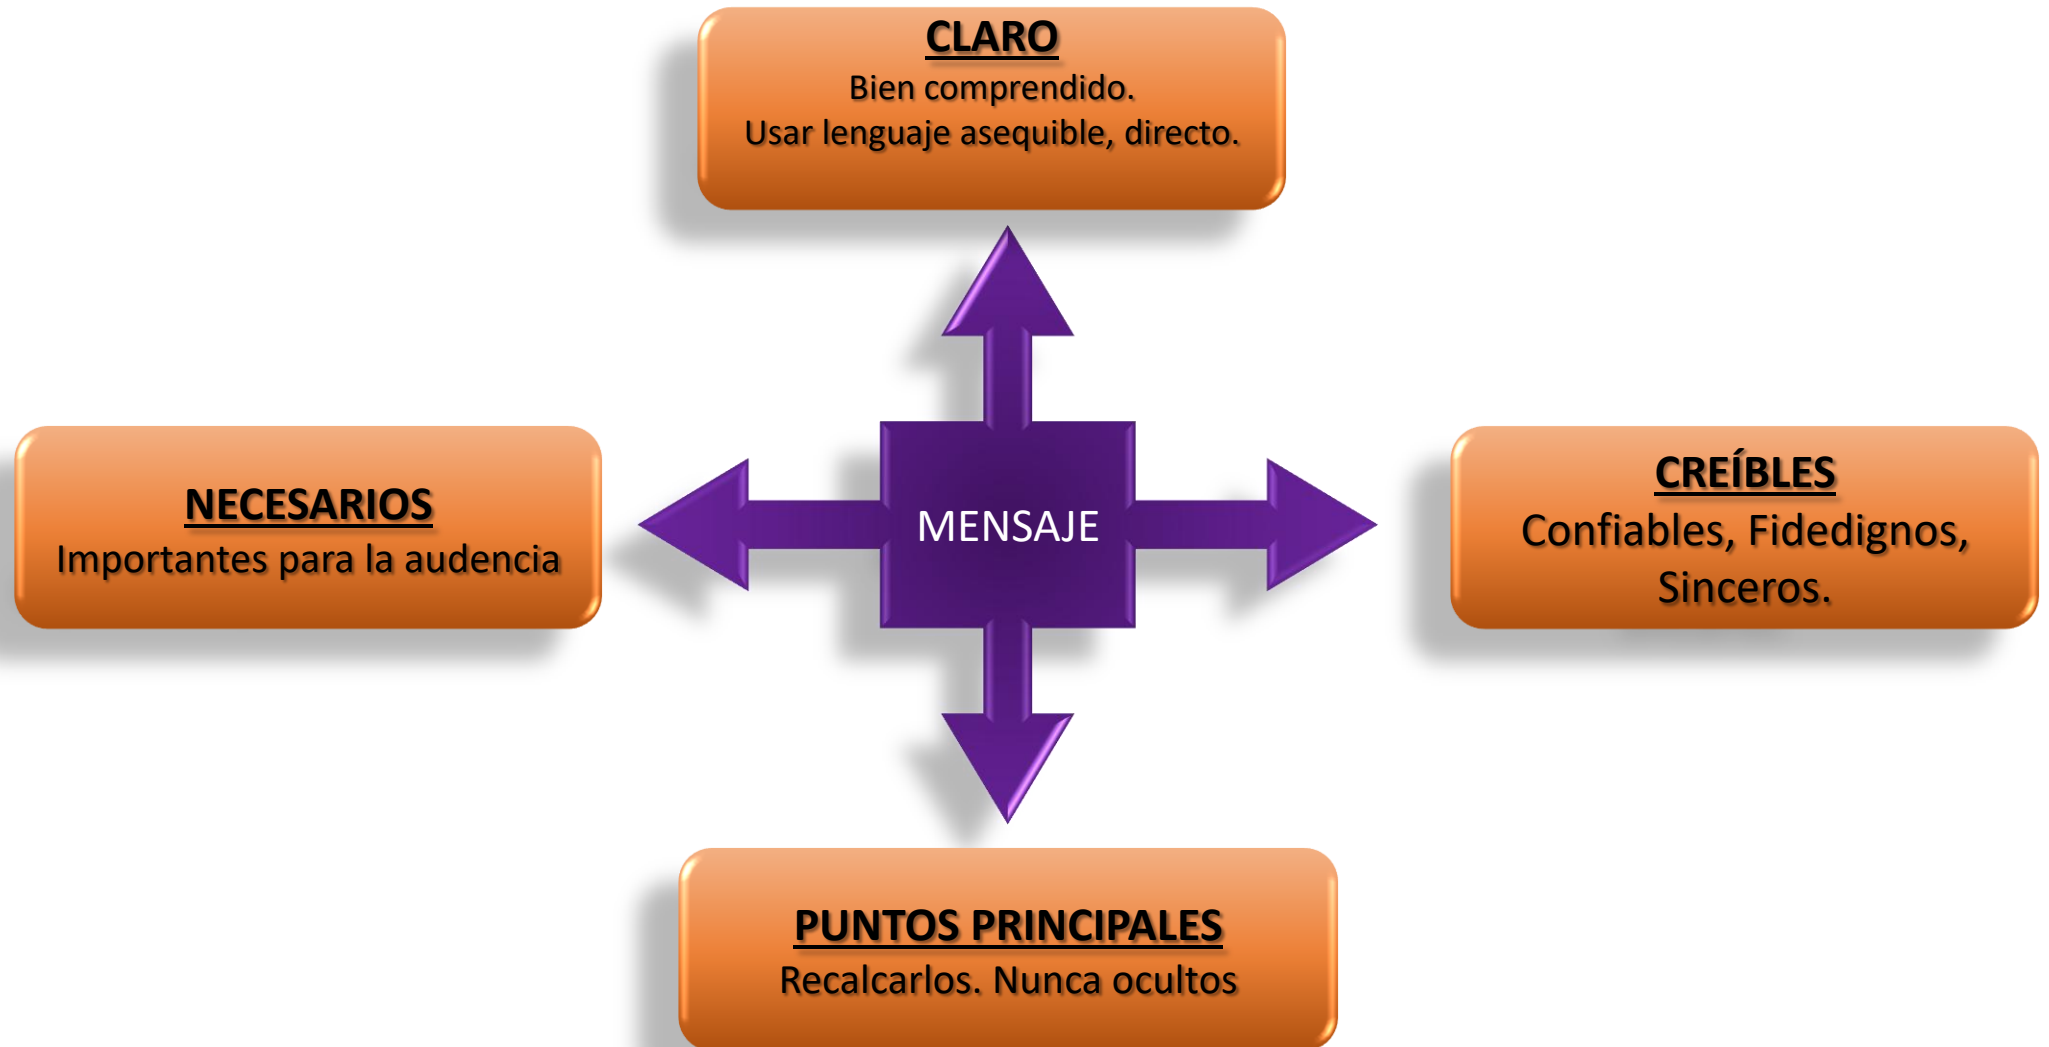 CLARO
Bien comprendido.
Usar lenguaje asequible, directo.
NECESARIOS
Importantes para la audencia
MENSAJE
CREÍBLES
Confiables, Fidedignos,
Sinceros.
PUNTOS PRINCIPALES
Recalcarlos. Nunca ocultos